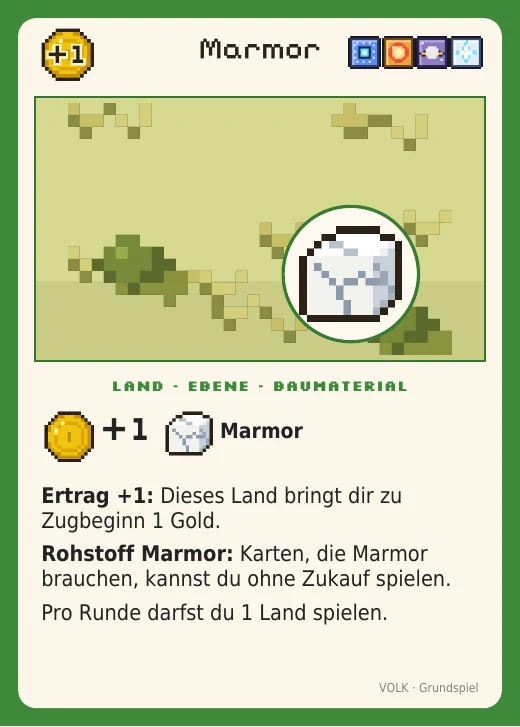 +1
Marmor
LAND · EBENE · BAUMATERIAL
+1 Marmor
Ertrag +1: Dieses Land bringt dir zu
Zugbeginn 1 Gold.
Rohstoff Marmor: Karten, die Marmor
brauchen, kannst du ohne Zukauf spielen.
Pro Runde darfst du 1 Land spielen.
VOLK · Grundspiel